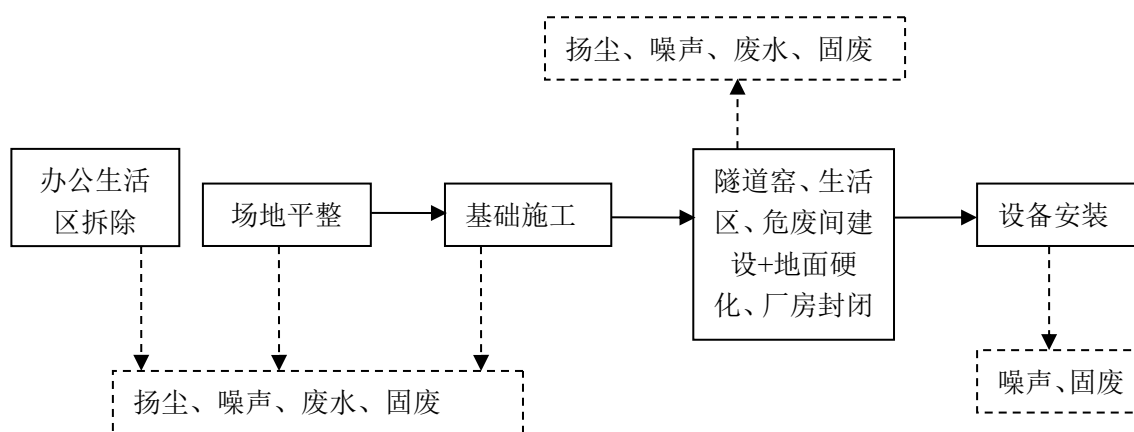 扬尘、噪声、废水、固废
办公生活
区拆除
场地平整
基础施工
隧道窑、生活
区、危废间建
设+地面硬
化、厂房封闭
设备安装
扬尘、噪声、废水、固废
噪声、固废